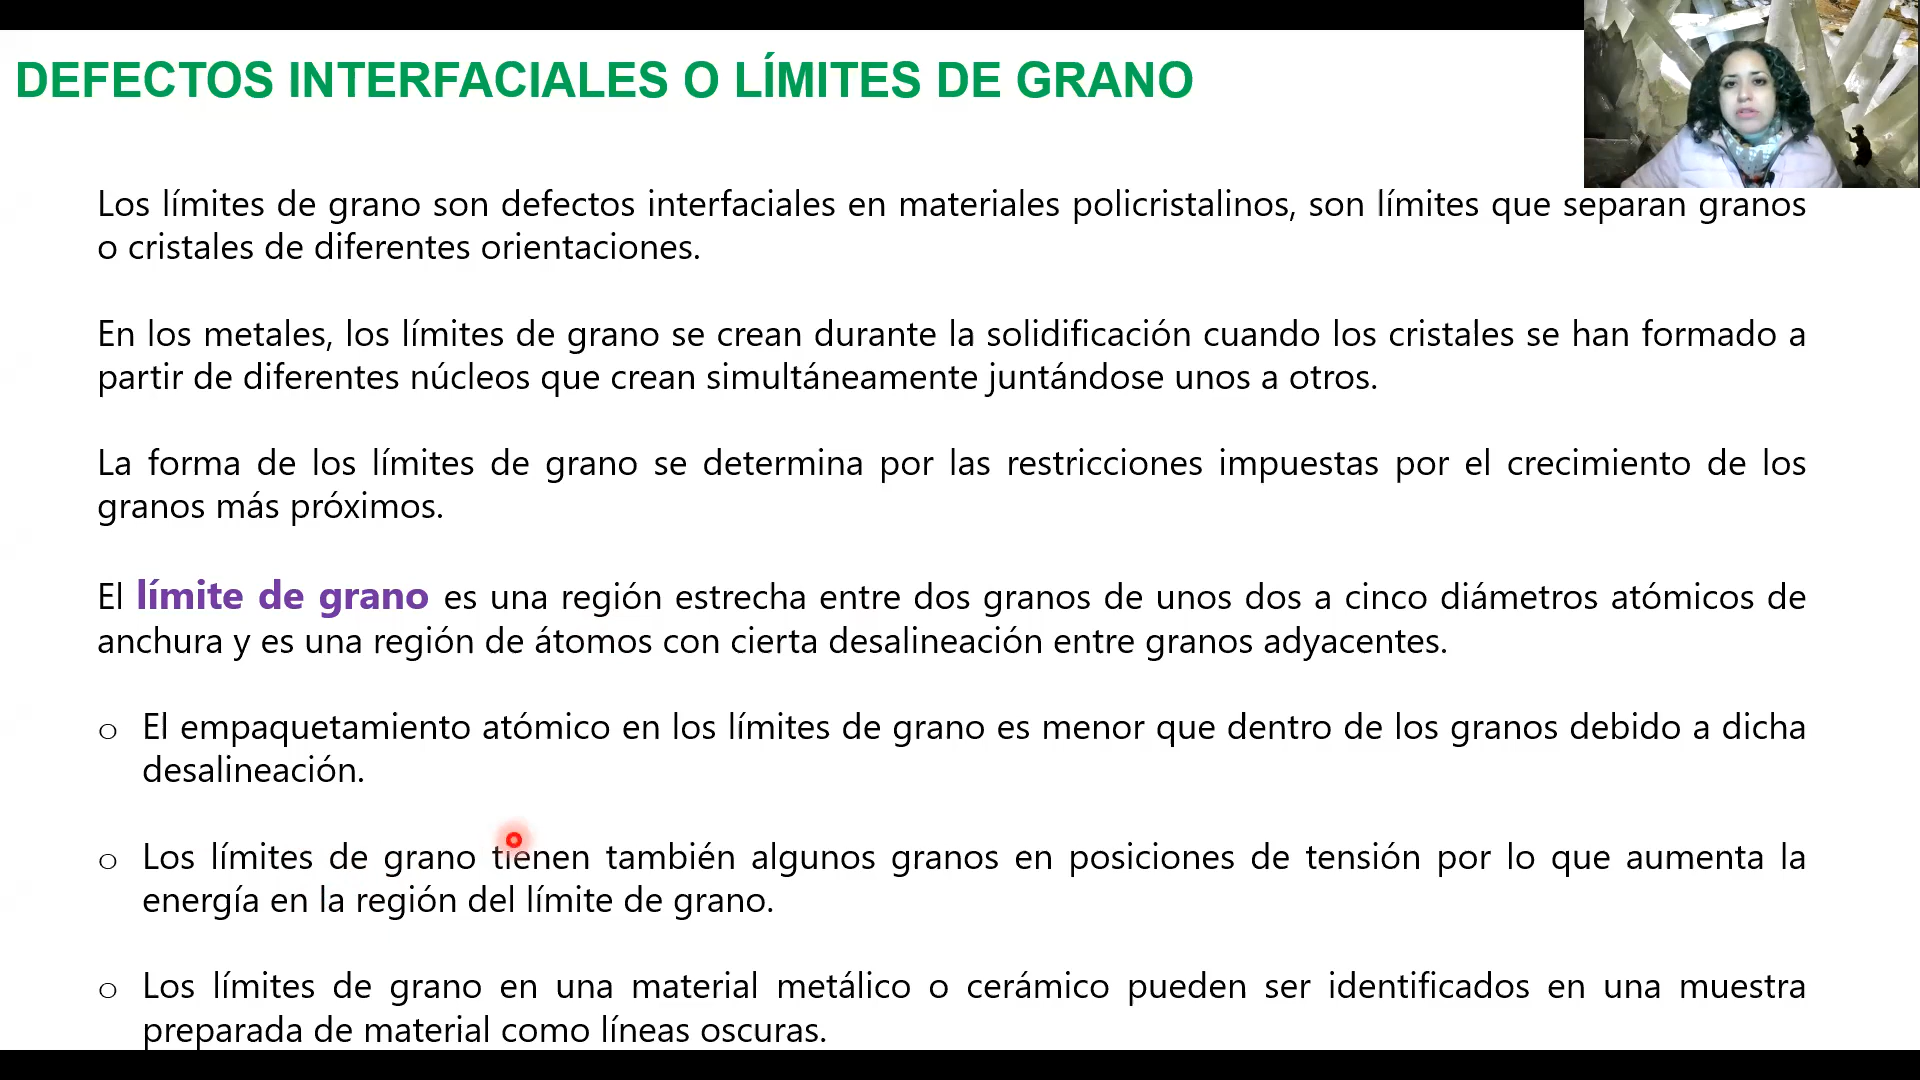 DEFECTOS INTERFACIALES O LÍMITES DE GRANO
Los límites de grano son defectos interfaciales en materiales policristalinos, son límites que separan granos
o cristales de diferentes orientaciones.
En los metales, los límites de grano se crean durante la solidificación cuando los cristales se han formado a
partir de diferentes núcleos que crean simultáneamente juntándose unos a otros.
La forma de los límites de grano se determina por las restricciones impuestas por el crecimiento de los
granos más próximos.
El límite de grano es una región estrecha entre dos granos de unos dos a cinco diámetros atómicos de
anchura y es una región de átomos con cierta desalineación entre granos adyacentes.
o El empaquetamiento atómico en los límites de grano es menor que dentro de los granos debido a dicha
desalineación.
o Los límites de grano tienen también algunos granos en posiciones de tensión por lo que aumenta la
energía en la región del límite de grano.
o Los límites de grano en una material metálico o cerámico pueden ser identificados en una muestra
preparada de material como líneas oscuras.